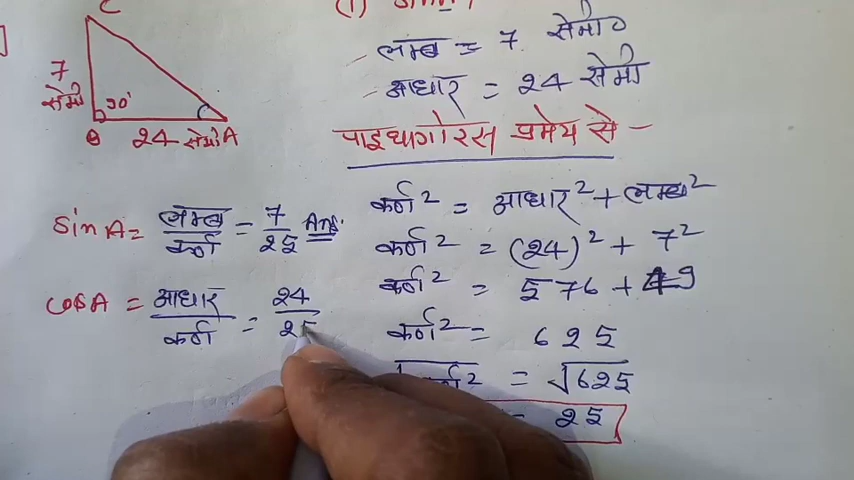 C
लम्ब = 7 सेमी०
7
सेमी
आधार = 24 सेमी
90°
B 24 सेमी A
पाइथागोरस प्रमेय से —
कर्ण² = आधार² + लम्ब²
sin A = लम्ब/कर्ण = 7/25 Ans.
कर्ण² = (24)² + 7²
कर्ण² = 576 + 49
cos A = आधार/कर्ण = 24/25
कर्ण² = 625
= √625
= 25